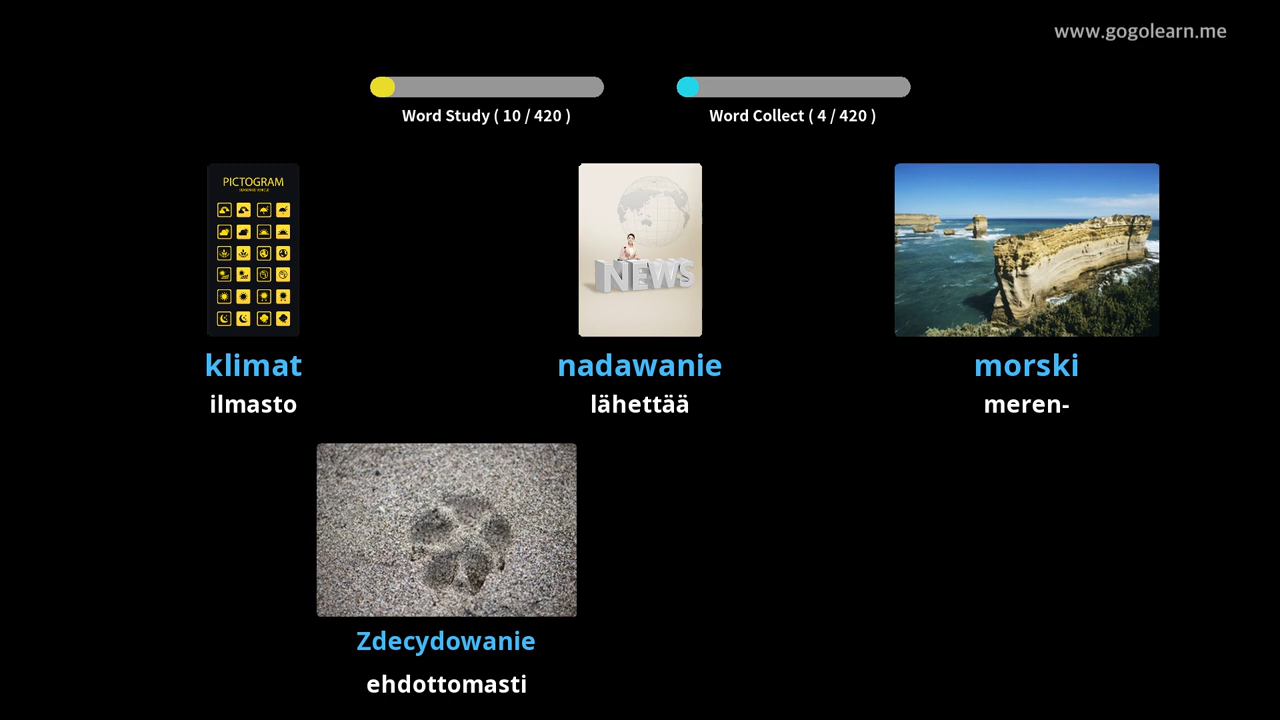 www.gogolearn.me
Word Study ( 10 / 420 )
Word Collect ( 4 / 420 )
PICTOGRAM
NEWS
klimat
nadawanie
morski
ilmasto
lähettää
meren-
Zdecydowanie
ehdottomasti